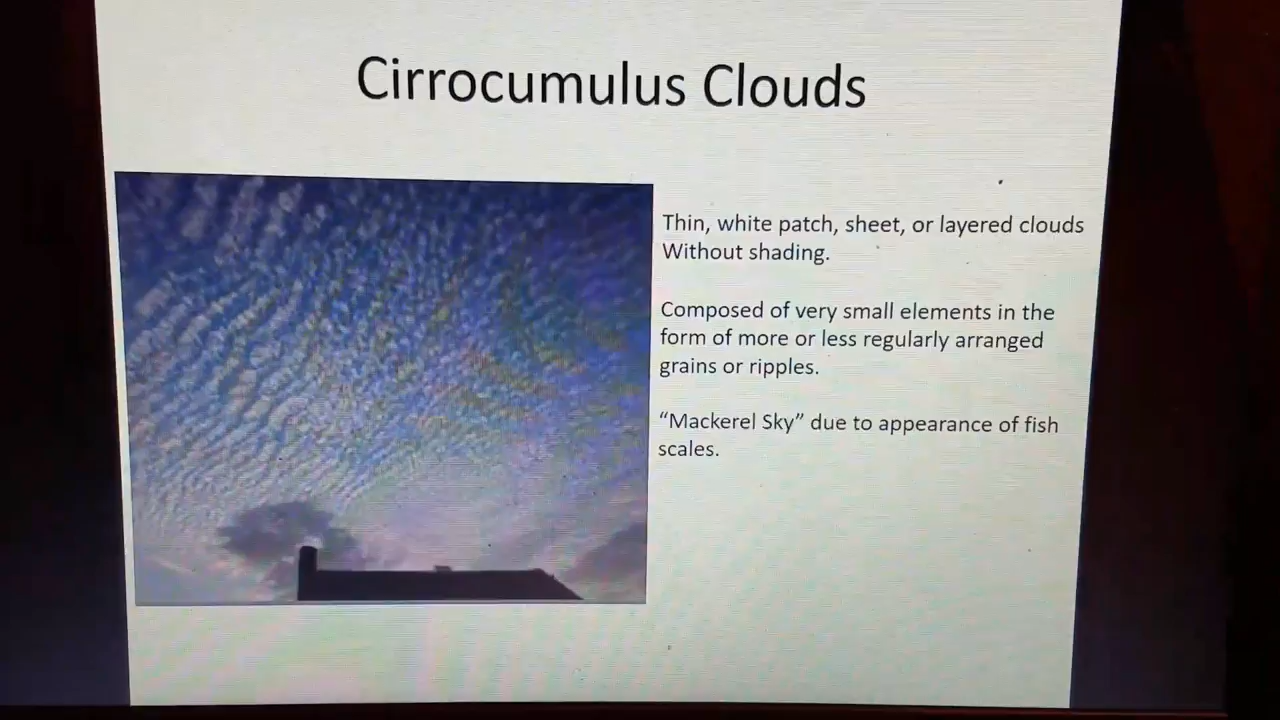 Cirrocumulus Clouds
Thin, white patch, sheet, or layered clouds
Without shading.
Composed of very small elements in the
form of more or less regularly arranged
grains or ripples.
“Mackerel Sky” due to appearance of fish
scales.